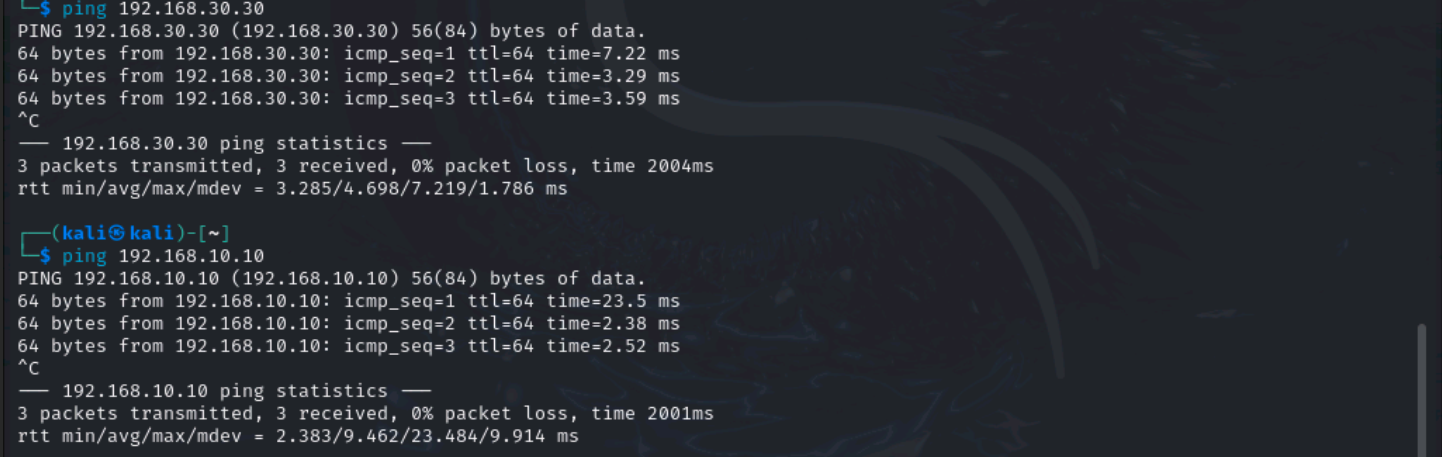 └─$ ping 192.168.30.30
PING 192.168.30.30 (192.168.30.30) 56(84) bytes of data.
64 bytes from 192.168.30.30: icmp_seq=1 ttl=64 time=7.22 ms
64 bytes from 192.168.30.30: icmp_seq=2 ttl=64 time=3.29 ms
64 bytes from 192.168.30.30: icmp_seq=3 ttl=64 time=3.59 ms
^C
--- 192.168.30.30 ping statistics ---
3 packets transmitted, 3 received, 0% packet loss, time 2004ms
rtt min/avg/max/mdev = 3.285/4.698/7.219/1.786 ms
┌──(kali㉿kali)-[~]
└─$ ping 192.168.10.10
PING 192.168.10.10 (192.168.10.10) 56(84) bytes of data.
64 bytes from 192.168.10.10: icmp_seq=1 ttl=64 time=23.5 ms
64 bytes from 192.168.10.10: icmp_seq=2 ttl=64 time=2.38 ms
64 bytes from 192.168.10.10: icmp_seq=3 ttl=64 time=2.52 ms
^C
--- 192.168.10.10 ping statistics ---
3 packets transmitted, 3 received, 0% packet loss, time 2001ms
rtt min/avg/max/mdev = 2.383/9.462/23.484/9.914 ms